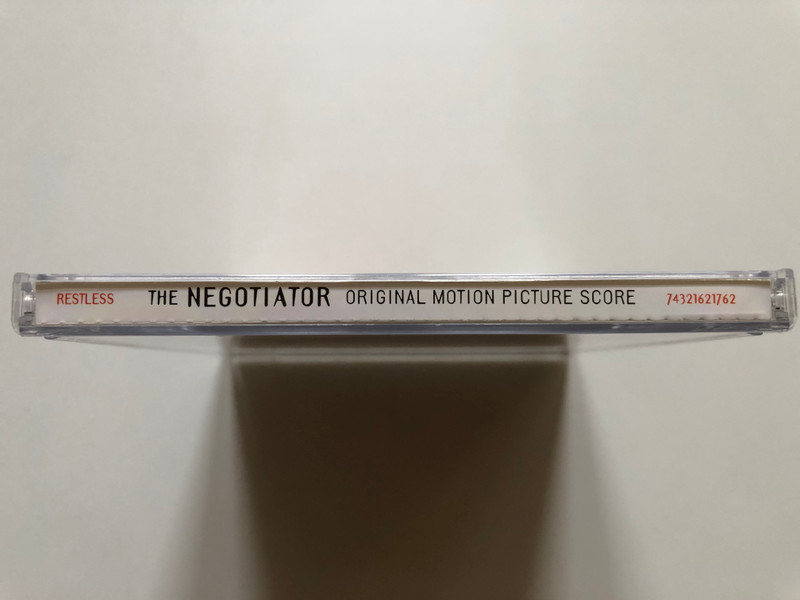 RESTLESS THE NEGOTIATOR ORIGINAL MOTION PICTURE SCORE 74321621762